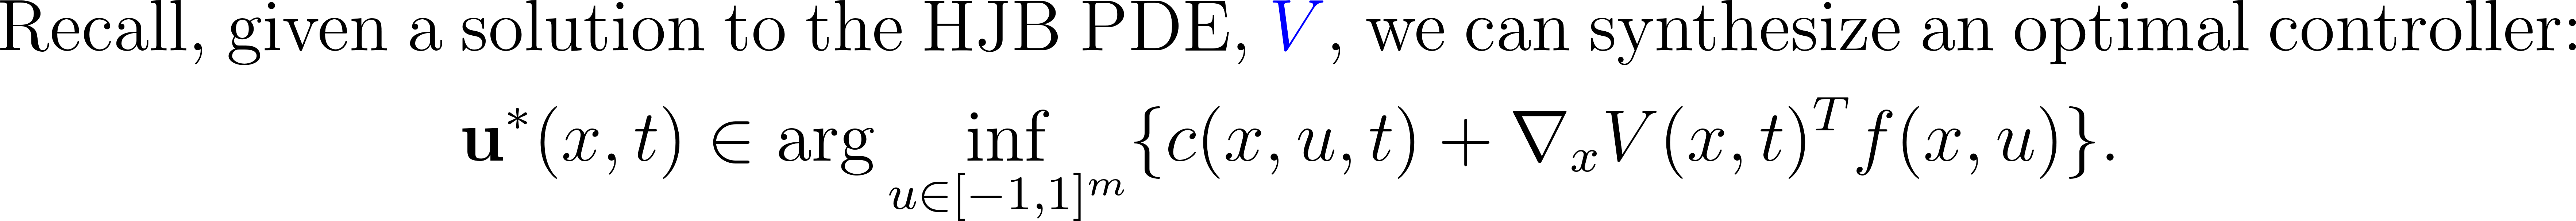 Recall, given a solution to the HJB PDE, V, we can synthesize an optimal controller:
u*(x, t) ∈ arg inf_{u∈[−1,1]^m} {c(x, u, t) + ∇_x V(x, t)^T f(x, u)}.